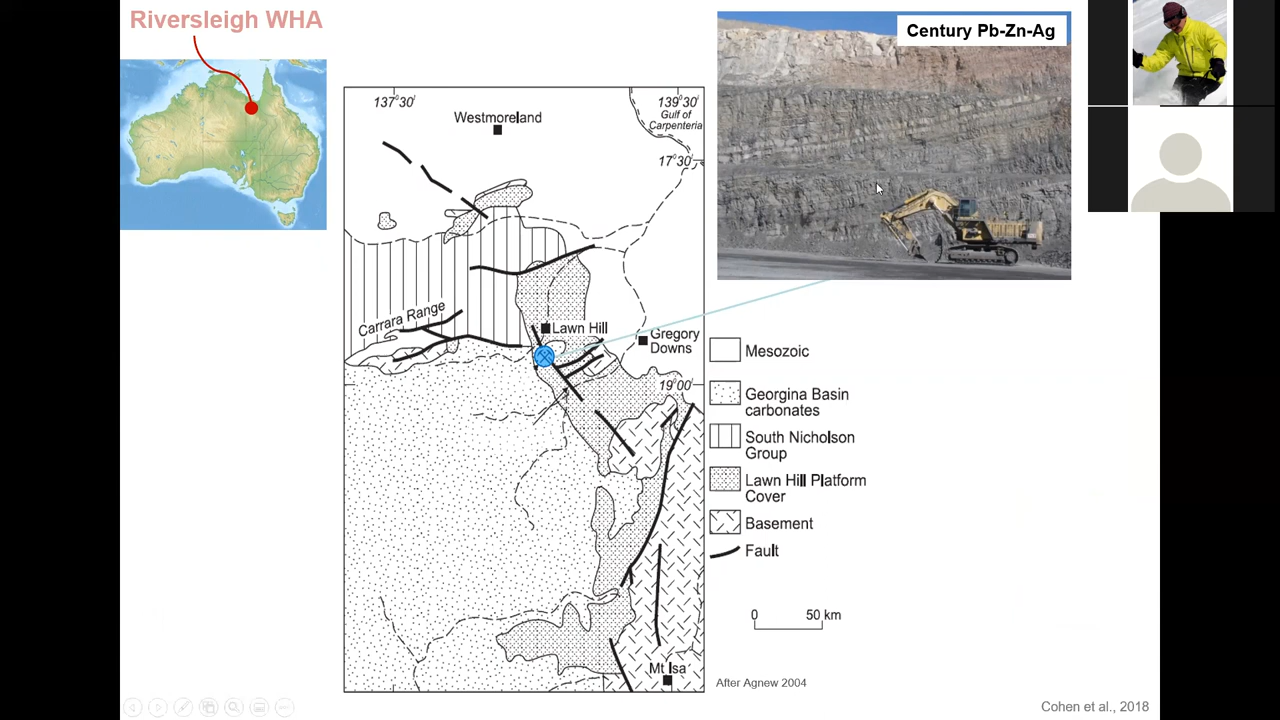 Riversleigh WHA
Century Pb-Zn-Ag
137°30'
139°30'
Gulf of
Carpenteria
Westmoreland
17°30'
Carrara Range
Lawn Hill
Gregory
Downs
19°00'
Mt Isa
Mesozoic
Georgina Basin
carbonates
South Nicholson
Group
Lawn Hill Platform
Cover
Basement
Fault
0 50 km
After Agnew 2004
Cohen et al., 2018